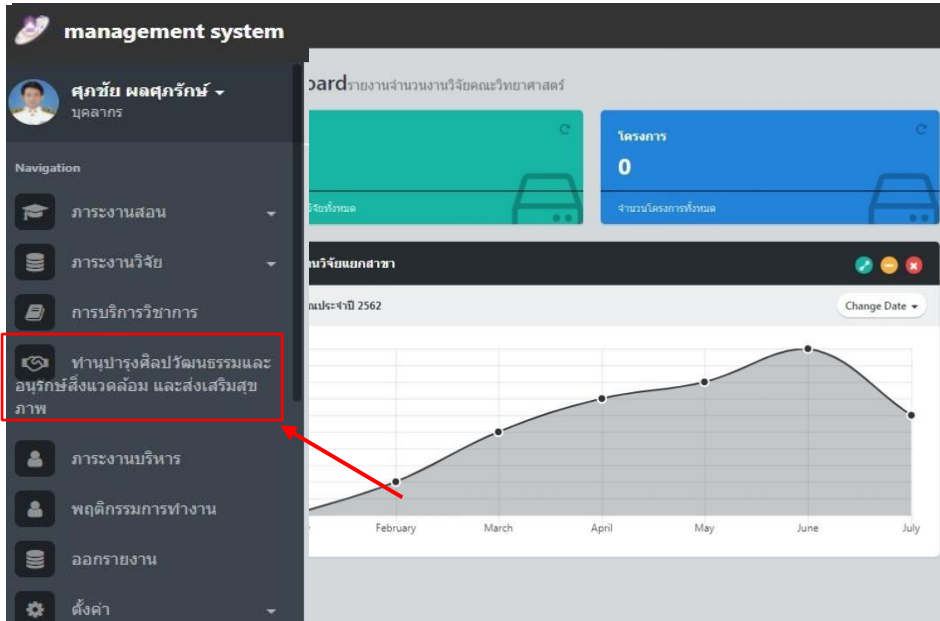 management system
ศุภชัย ผลศุภรักษ์
บุคลากร
Navigation
ภาระงานสอน
ภาระงานวิจัย
การบริการวิชาการ
ทำนุบำรุงศิลปวัฒนธรรมและ
อนุรักษ์สิ่งแวดล้อม และส่งเสริมสุข
ภาพ
ภาระงานบริหาร
พฤติกรรมการทำงาน
ออกรายงาน
ตั้งค่า
oardรายงานจำนวนงานวิจัยคณะวิทยาศาสตร์
วิจัยทั้งหมด
โครงการ
0
จำนวนโครงการทั้งหมด
านวิจัยแยกสาขา
ณประจำปี 2562
Change Date
February March April May June July